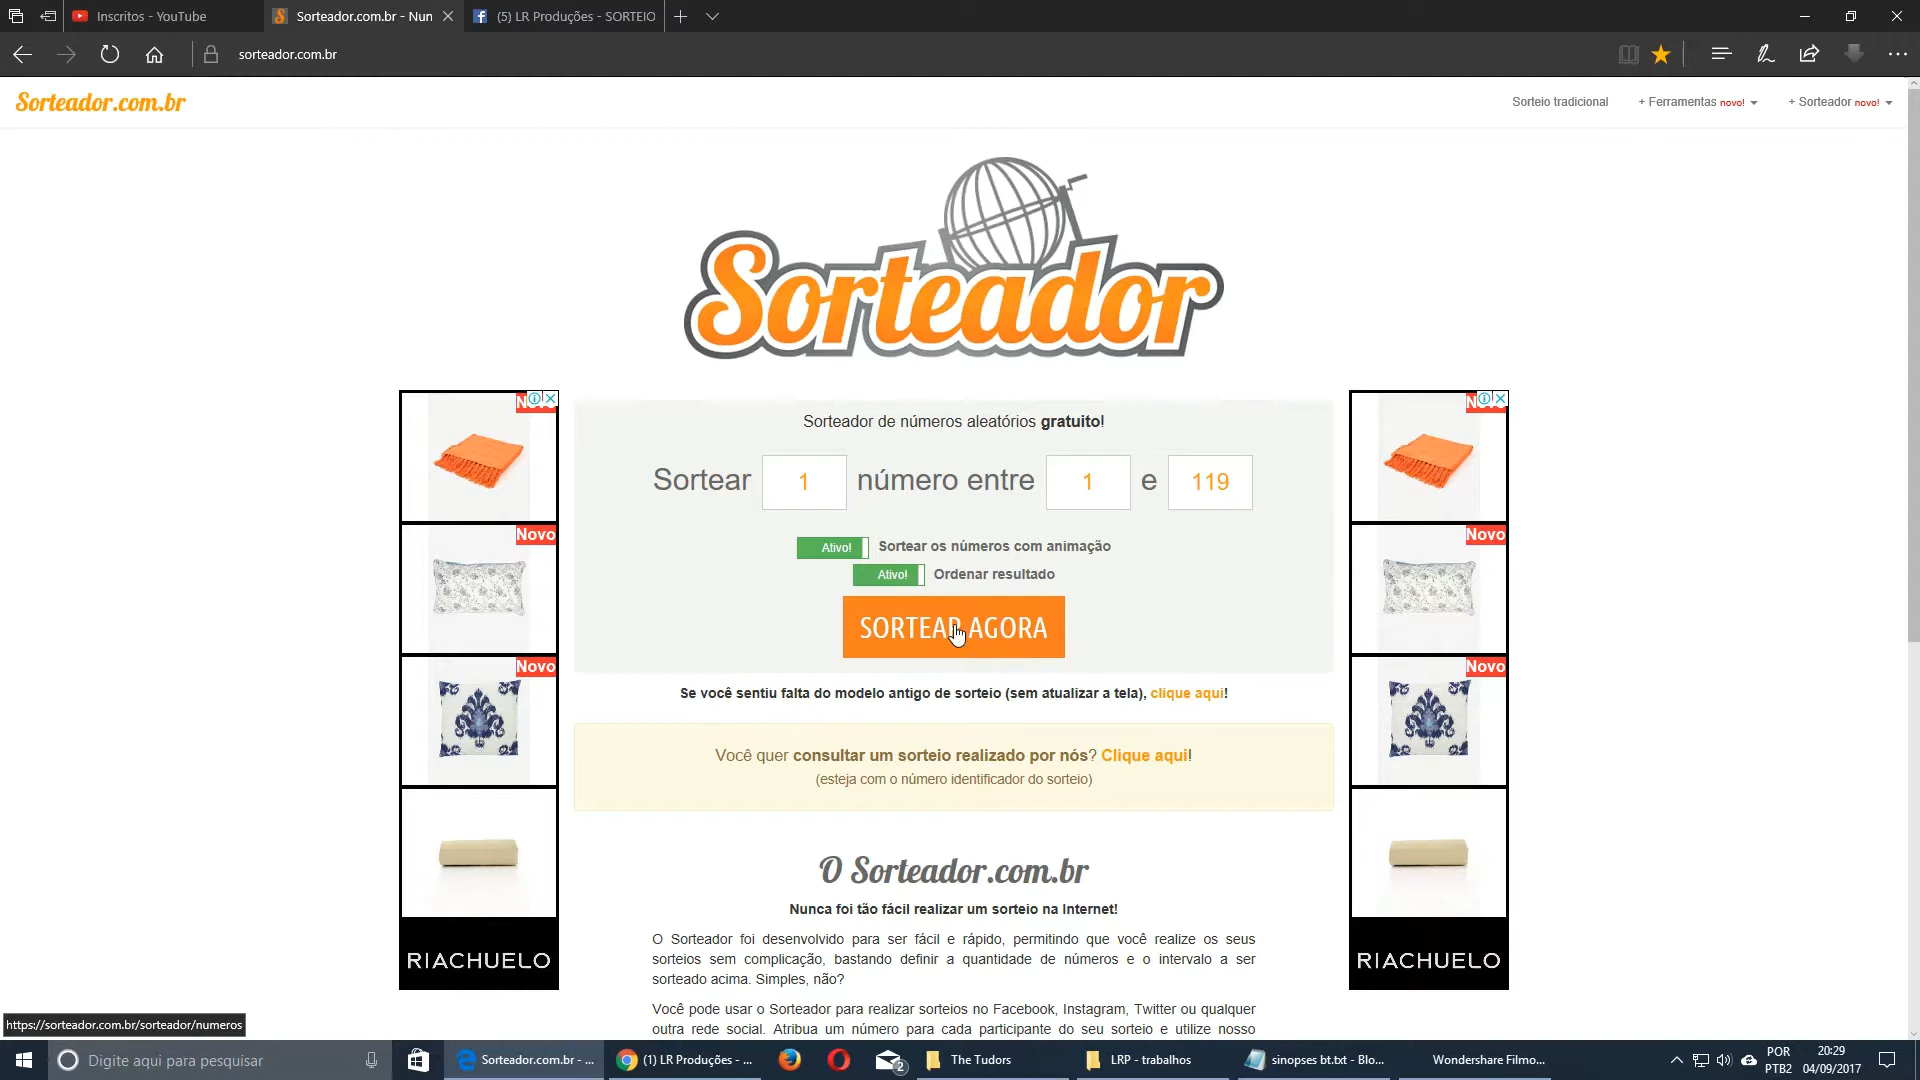 Inscritos - YouTube
Sorteador.com.br - Nun
(5) LR Produções - SORTEIO
sorteador.com.br
Sorteador.com.br
Sorteio tradicional
+ Ferramentas novo!
+ Sorteador novo!
Sorteador
Sorteador de números aleatórios gratuito!
Sortear 1 número entre 1 e 119
Ativo! Sortear os números com animação
Ativo! Ordenar resultado
SORTEAR AGORA
Se você sentiu falta do modelo antigo de sorteio (sem atualizar a tela), clique aqui!
Você quer consultar um sorteio realizado por nós? Clique aqui!
(esteja com o número identificador do sorteio)
O Sorteador.com.br
Nunca foi tão fácil realizar um sorteio na Internet!
O Sorteador foi desenvolvido para ser fácil e rápido, permitindo que você realize os seus
sorteios sem complicação, bastando definir a quantidade de números e o intervalo a ser
sorteado acima. Simples, não?
Você pode usar o Sorteador para realizar sorteios no Facebook, Instagram, Twitter ou qualquer
outra rede social. Atribua um número para cada participante do seu sorteio e utilize nosso
Novo
Novo
Novo
RIACHUELO
Novo
Novo
Novo
RIACHUELO
https://sorteador.com.br/sorteador/numeros
Digite aqui para pesquisar
Sorteador.com.br - ...
(1) LR Produções - ...
2
The Tudors
LRP - trabalhos
sinopses bt.txt - Blo...
Wondershare Filmo...
POR
PTB2
20:29
04/09/2017